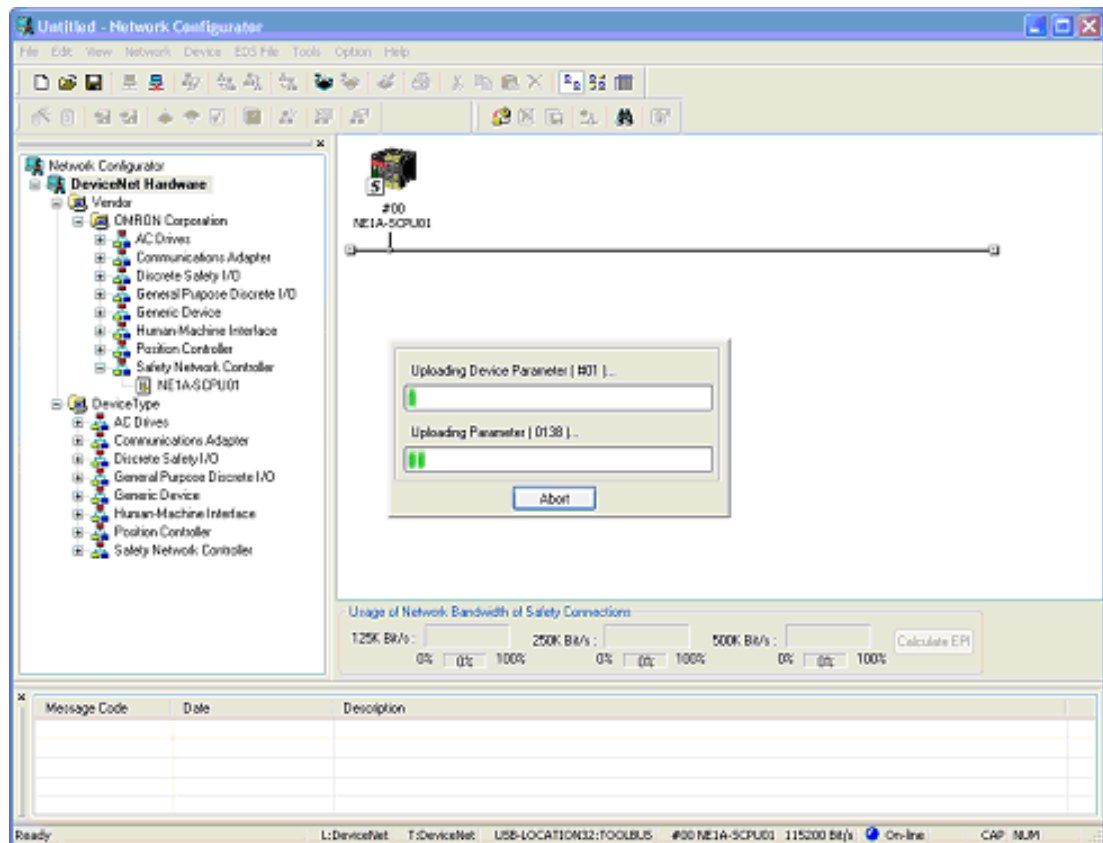 Untitled - Network Configurator
File Edit View Network Device EDS File Tools Option Help
Network Configurator
DeviceNet Hardware
Vendor
OMRON Corporation
AC Drives
Communications Adapter
Discrete Safety I/O
General Purpose Discrete I/O
Generic Device
Human-Machine Interface
Position Controller
Safety Network Controller
NE1A-SCPU01
DeviceType
AC Drives
Communications Adapter
Discrete Safety I/O
General Purpose Discrete I/O
Generic Device
Human-Machine Interface
Position Controller
Safety Network Controller
S
#00
NE1A-SCPU01
Uploading Device Parameter ( #01 )...
Uploading Parameter ( 0138 )...
Abort
Usage of Network Bandwidth of Safety Connections
125K Bit/s : 250K Bit/s : 500K Bit/s : Calculate EPI
0% 0% 100% 0% 0% 100% 0% 0% 100%
Message Code Date Description
Ready L:DeviceNet T:DeviceNet USB-LOCATION32:TOOLBUS #00 NE1A-SCPU01 115200 Bit/s On-line CAP NUM